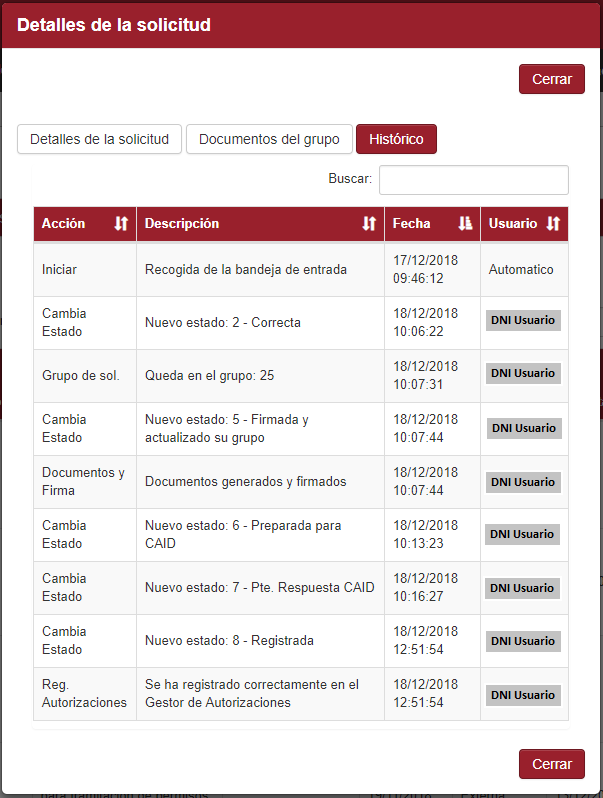 Detalles de la solicitud
Cerrar
Detalles de la solicitud Documentos del grupo Histórico
Buscar:
Acción Descripción Fecha Usuario
Iniciar Recogida de la bandeja de entrada 17/12/2018 09:46:12 Automatico
Cambia Estado Nuevo estado: 2 - Correcta 18/12/2018 10:06:22 DNI Usuario
Grupo de sol. Queda en el grupo: 25 18/12/2018 10:07:31 DNI Usuario
Cambia Estado Nuevo estado: 5 - Firmada y actualizado su grupo 18/12/2018 10:07:44 DNI Usuario
Documentos y Firma Documentos generados y firmados 18/12/2018 10:07:44 DNI Usuario
Cambia Estado Nuevo estado: 6 - Preparada para CAID 18/12/2018 10:13:23 DNI Usuario
Cambia Estado Nuevo estado: 7 - Pte. Respuesta CAID 18/12/2018 10:16:27 DNI Usuario
Cambia Estado Nuevo estado: 8 - Registrada 18/12/2018 12:51:54 DNI Usuario
Reg. Autorizaciones Se ha registrado correctamente en el Gestor de Autorizaciones 18/12/2018 12:51:54 DNI Usuario
Cerrar